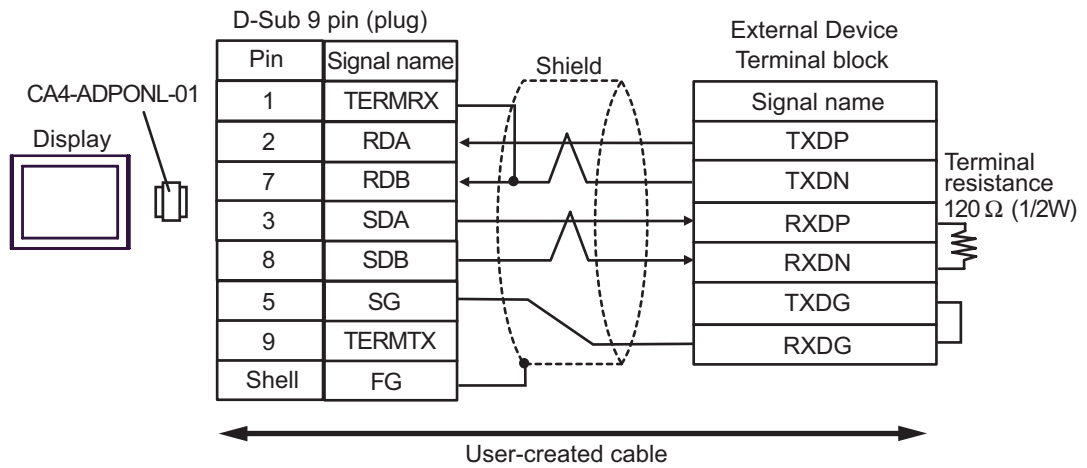 D-Sub 9 pin (plug)
External Device
Terminal block
Pin Signal name
Shield
Signal name
CA4-ADPONL-01
Display
1 TERMRX
2 RDA
7 RDB
3 SDA
8 SDB
5 SG
9 TERMTX
Shell FG
TXDP
TXDN
RXDP
RXDN
TXDG
RXDG
Terminal
resistance
120 Ω (1/2W)
User-created cable